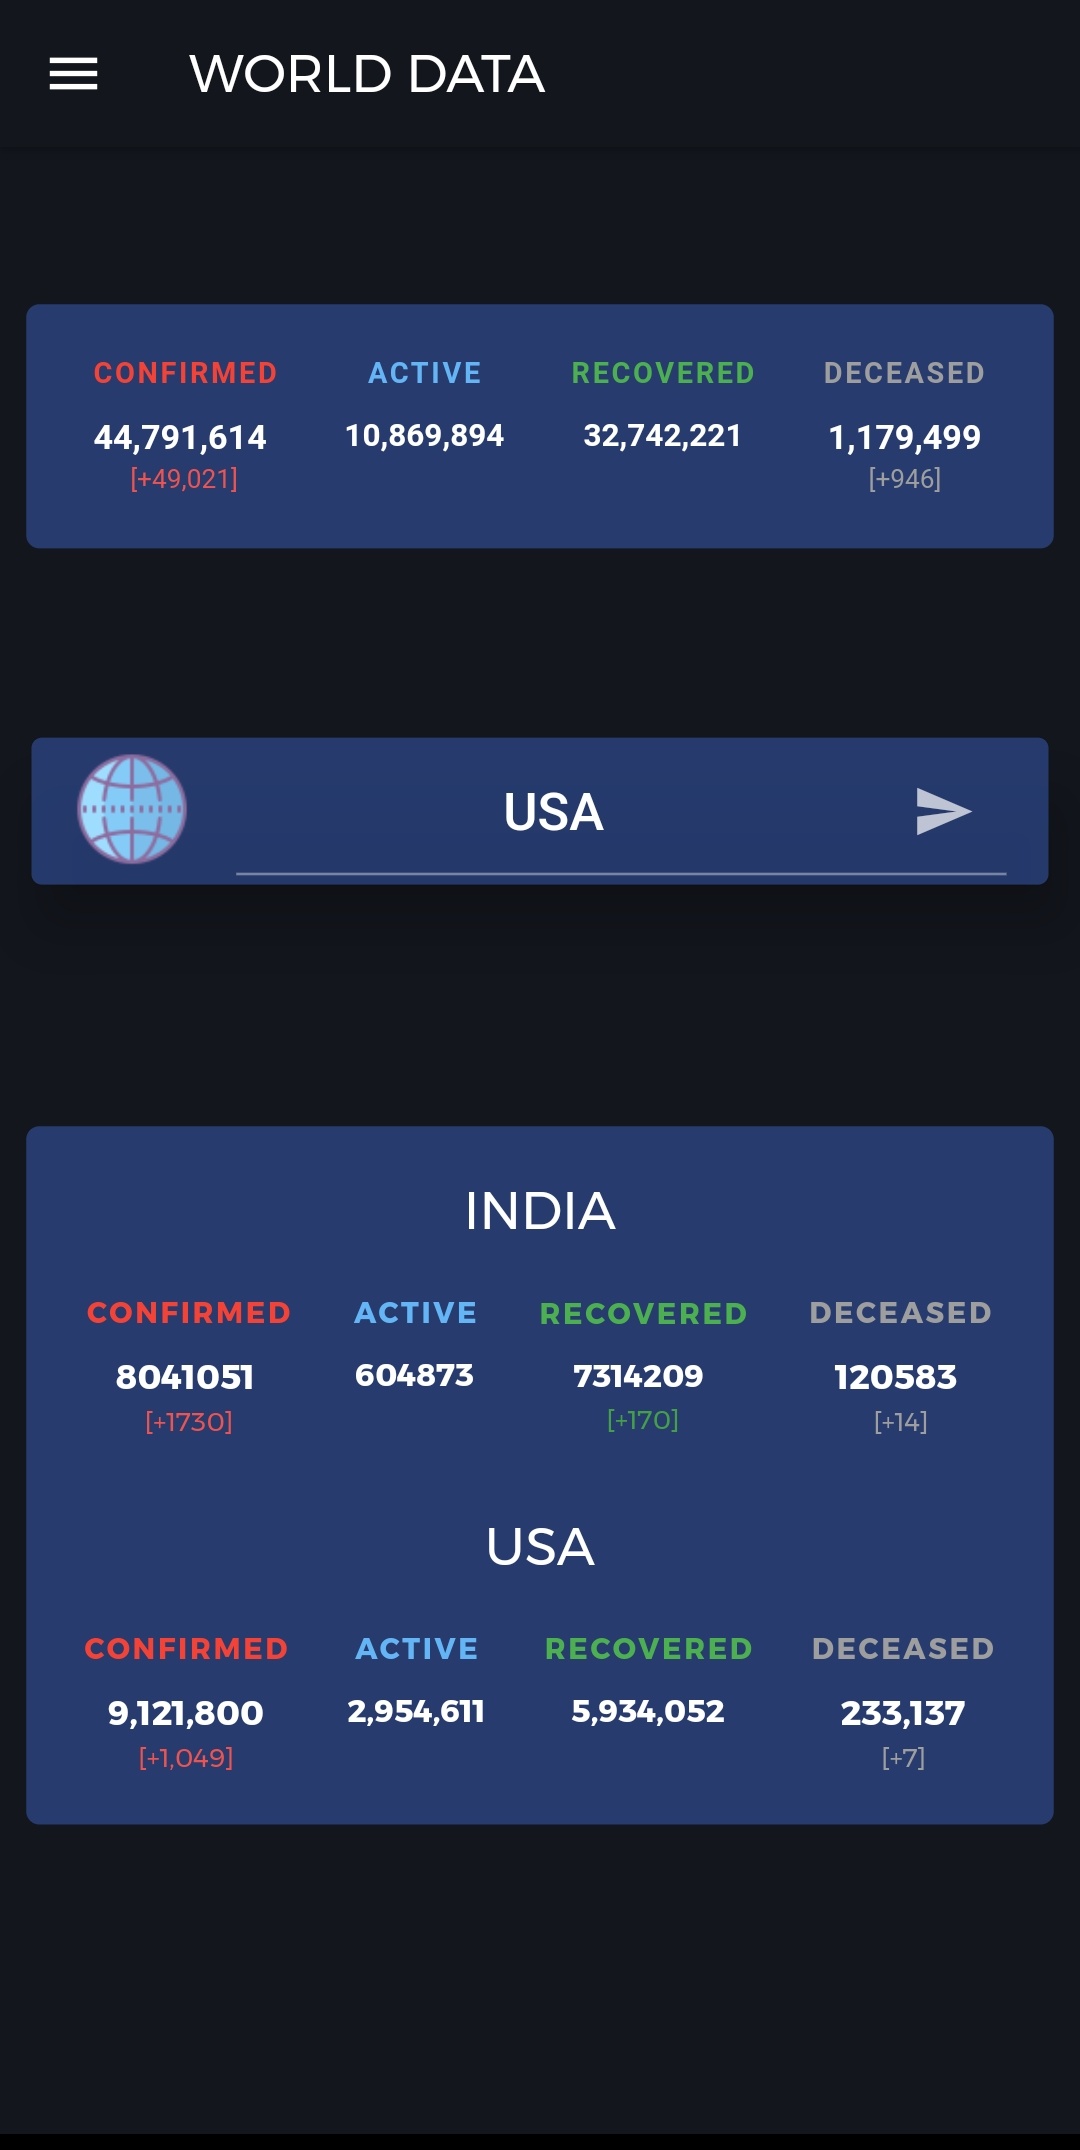 WORLD DATA
CONFIRMED ACTIVE RECOVERED DECEASED
44,791,614 10,869,894 32,742,221 1,179,499
[+49,021] [+946]
USA
INDIA
CONFIRMED ACTIVE RECOVERED DECEASED
8041051 604873 7314209 120583
[+1730] [+170] [+14]
USA
CONFIRMED ACTIVE RECOVERED DECEASED
9,121,800 2,954,611 5,934,052 233,137
[+1,049] [+7]